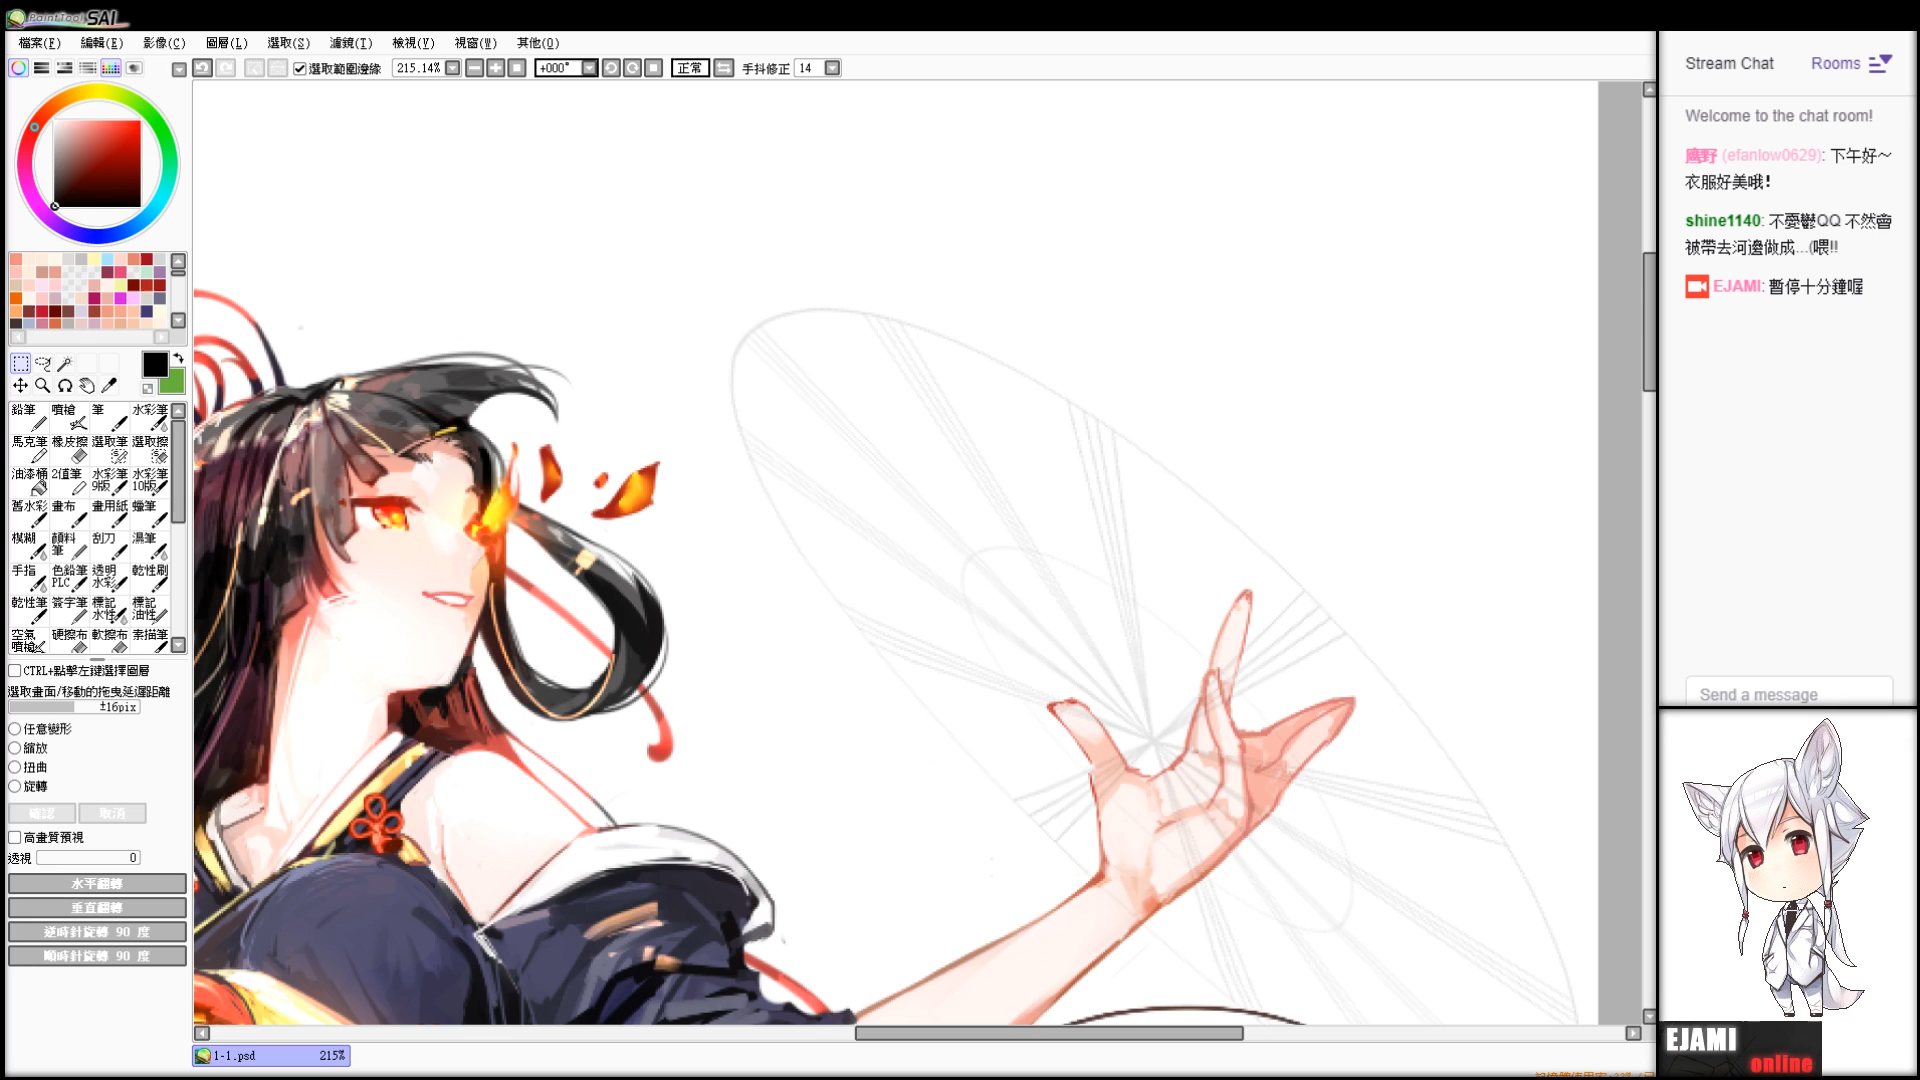 PaintTool SAI
檔案(F) 編輯(E) 影像(C) 圖層(L) 選取(S) 濾鏡(T) 檢視(V) 視窗(W) 其他(O)
選取範圍邊緣 215.14% +000° 正常 手抖修正 14
鉛筆 噴槍 筆 水彩筆
馬克筆 橡皮擦 選取筆 選取擦
油漆桶 2值筆 水彩筆 9版 水彩筆 10版
舊水彩 畫布 畫用紙 蠟筆
模糊 顏料筆 刮刀 濕筆
手指 色鉛筆 PLC 透明水彩 乾性刷
乾性筆 簽字筆 標記水性 標記油性
空氣噴槍 硬擦布 軟擦布 素描筆
CTRL+點擊左鍵選擇圖層
選取畫面/移動的拖曳延遲距離
±16pix
任意變形
縮放
扭曲
旋轉
確認 取消
高畫質預視
透視 0
水平翻轉
垂直翻轉
逆時針旋轉 90 度
順時針旋轉 90 度
1-1.psd 215%
Stream Chat Rooms
Welcome to the chat room!
鷹野 (efanlow0629): 下午好～
衣服好美哦!
shine1140: 不憂鬱QQ 不然會
被帶去河邊做成...(喂!!
EJAMI: 暫停十分鐘喔
Send a message
EJAMI
online